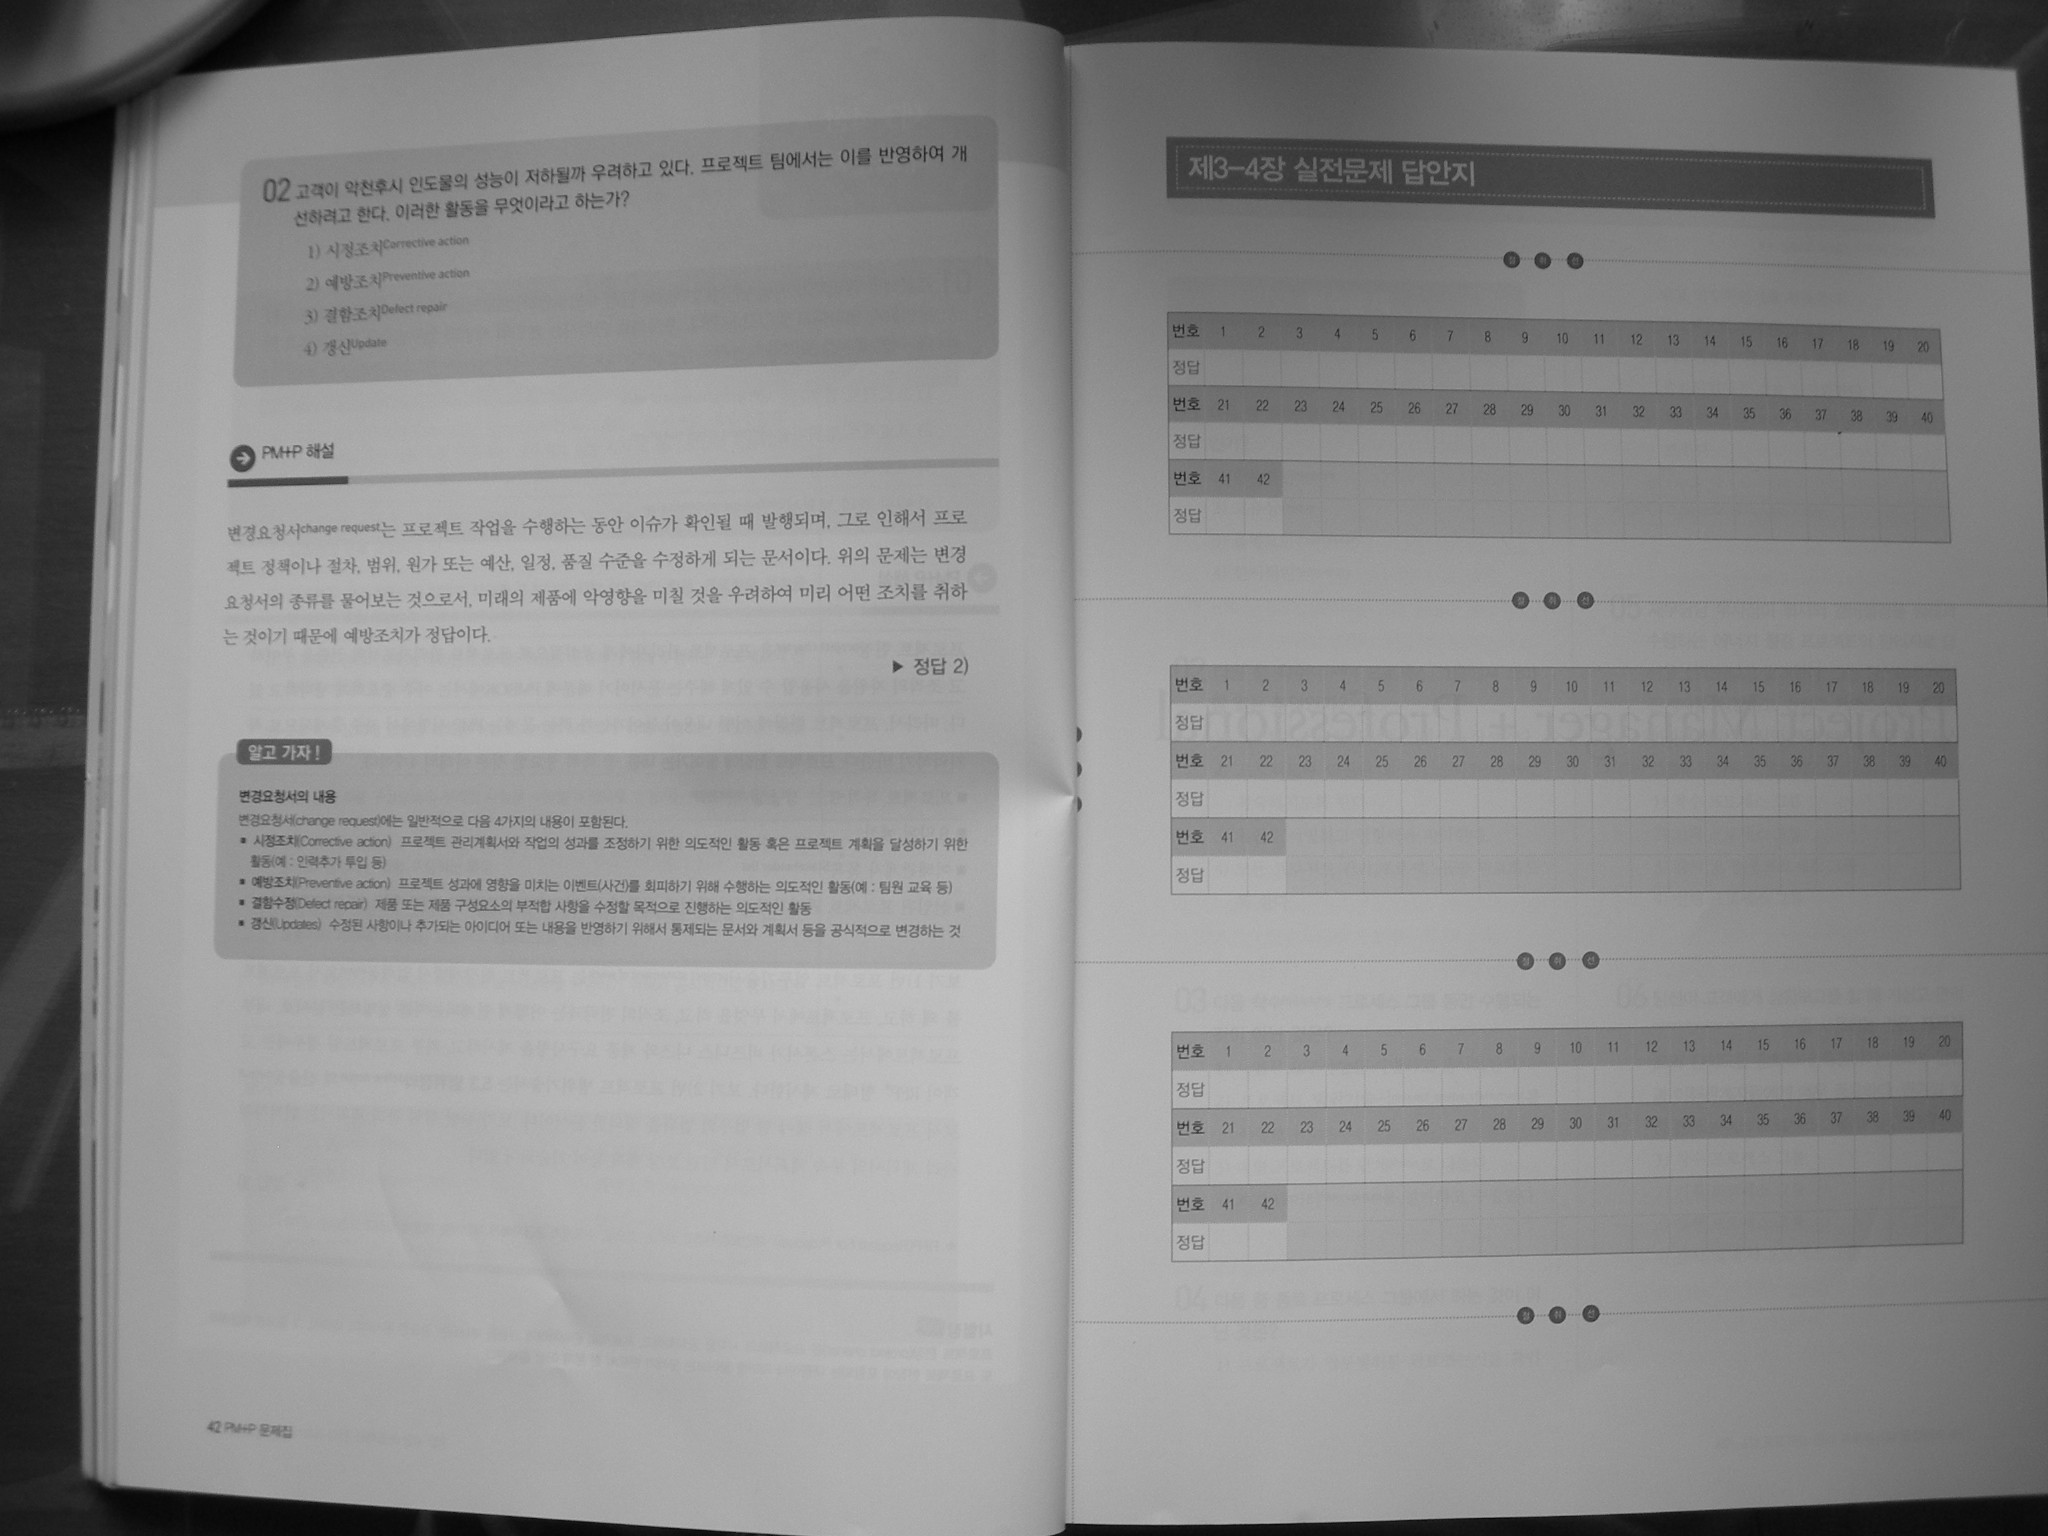 02 고객이 악천후시 인도물의 성능이 저하될까 우려하고 있다. 프로젝트 팀에서는 이를 반영하여 개
선하려고 한다. 이러한 활동을 무엇이라고 하는가?
1) 시정조치Corrective action
2) 예방조치Preventive action
3) 결함조치Defect repair
4) 갱신Update
PM+P 해설
변경요청서change request는 프로젝트 작업을 수행하는 동안 이슈가 확인될 때 발행되며, 그로 인해서 프로
젝트 정책이나 절차, 범위, 원가 또는 예산, 일정, 품질 수준을 수정하게 되는 문서이다. 위의 문제는 변경
요청서의 종류를 물어보는 것으로서, 미래의 제품에 악영향을 미칠 것을 우려하여 미리 어떤 조치를 취하
는 것이기 때문에 예방조치가 정답이다.
▶ 정답 2)
알고 가자 !
변경요청서의 내용
변경요청서(change request)에는 일반적으로 다음 4가지의 내용이 포함된다.
▪ 시정조치(Corrective action) 프로젝트 관리계획서와 작업의 성과를 조정하기 위한 의도적인 활동 혹은 프로젝트 계획을 달성하기 위한
활동(예 : 인력추가 투입 등)
▪ 예방조치(Preventive action) 프로젝트 성과에 영향을 미치는 이벤트(사건)를 회피하기 위해 수행하는 의도적인 활동(예 : 팀원 교육 등)
▪ 결함수정(Defect repair) 제품 또는 제품 구성요소의 부적합 사항을 수정할 목적으로 진행하는 의도적인 활동
▪ 갱신(Updates) 수정된 사항이나 추가되는 아이디어 또는 내용을 반영하기 위해서 통제되는 문서와 계획서 등을 공식적으로 변경하는 것
42 PM+P 문제집
제3-4장 실전문제 답안지
절 취 선
번호 1 2 3 4 5 6 7 8 9 10 11 12 13 14 15 16 17 18 19 20
정답
번호 21 22 23 24 25 26 27 28 29 30 31 32 33 34 35 36 37 38 39 40
정답
번호 41 42
정답
절 취 선
번호 1 2 3 4 5 6 7 8 9 10 11 12 13 14 15 16 17 18 19 20
정답
번호 21 22 23 24 25 26 27 28 29 30 31 32 33 34 35 36 37 38 39 40
정답
번호 41 42
정답
절 취 선
번호 1 2 3 4 5 6 7 8 9 10 11 12 13 14 15 16 17 18 19 20
정답
번호 21 22 23 24 25 26 27 28 29 30 31 32 33 34 35 36 37 38 39 40
정답
번호 41 42
정답
절 취 선